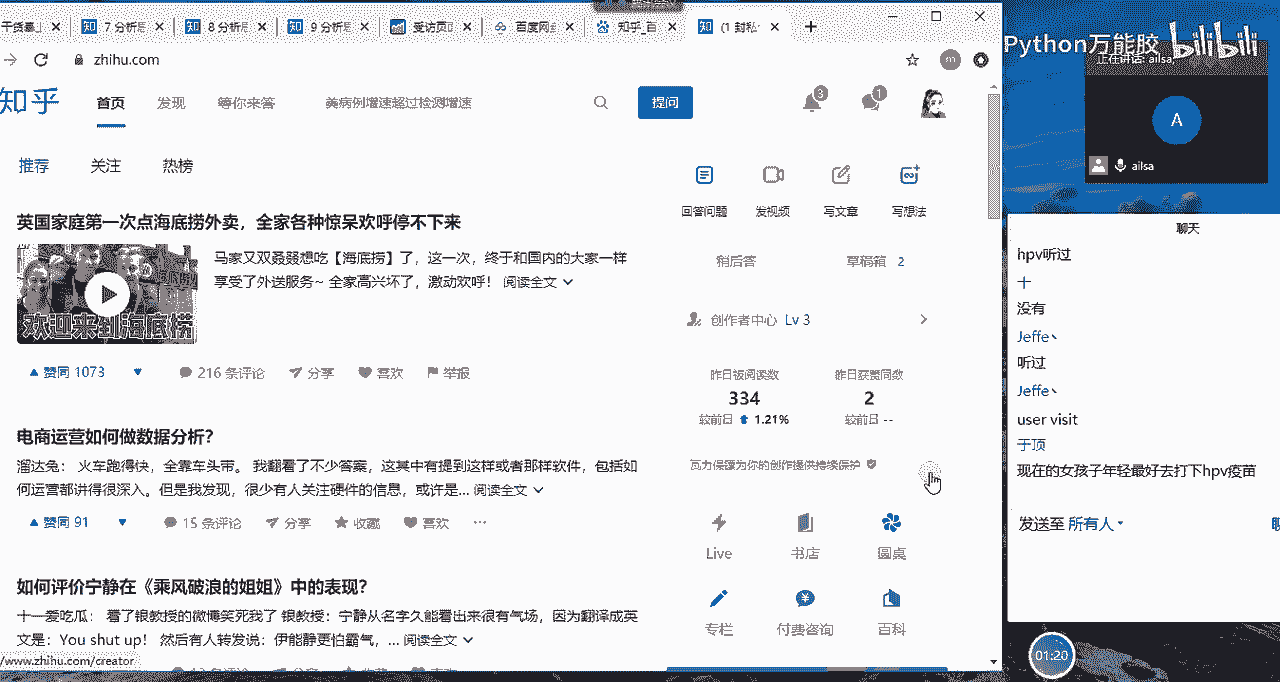 干货暴
知 7 分析思
知 8 分析思
知 9 分析思
受访页面
百度网盘
知乎_百
知 (1 封私
zhihu.com
m
知乎
首页
发现
等你来答
美病例增速超过检测增速
提问
3
1
推荐
关注
热榜
英国家庭第一次点海底捞外卖，全家各种惊呆欢呼停不下来
马家又双叒叕想吃【海底捞】了，这一次，终于和国内的大家一样
享受了外送服务~ 全家高兴坏了，激动欢呼！ 阅读全文
欢迎来到海底捞
赞同 1073
216 条评论
分享
喜欢
举报
电商运营如何做数据分析？
溜达兔： 火车跑得快，全靠车头带。 我翻看了不少答案，这其中有提到这样或者那样软件，包括如
何运营都讲得很深入。但是我发现，很少有人关注硬件的信息，或许是... 阅读全文
赞同 91
15 条评论
分享
收藏
喜欢
如何评价宁静在《乘风破浪的姐姐》中的表现？
十一爱吃瓜： 看了银教授的微博笑死我了 银教授：宁静从名字久能看出来很有气场，因为翻译成英
文是：You shut up！ 然后有人转发说：伊能静更怕霸气，... 阅读全文
/www.zhihu.com/creator
回答问题
发视频
写文章
写想法
稍后答
草稿箱 2
创作者中心 Lv 3
昨日被阅读数
334
较前日 1.21%
昨日获赞同数
2
较前日 --
瓦力保镖为你的创作提供持续保护
Live
书店
圆桌
专栏
付费咨询
百科
Python万能胶 bilibili
正在讲话: ailsa
A
ailsa
聊天
hpv听过
十
没有
Jeffe丶
听过
Jeffe丶
user visit
于顶
现在的女孩子年轻最好去打下hpv疫苗
发送至 所有人
01:20